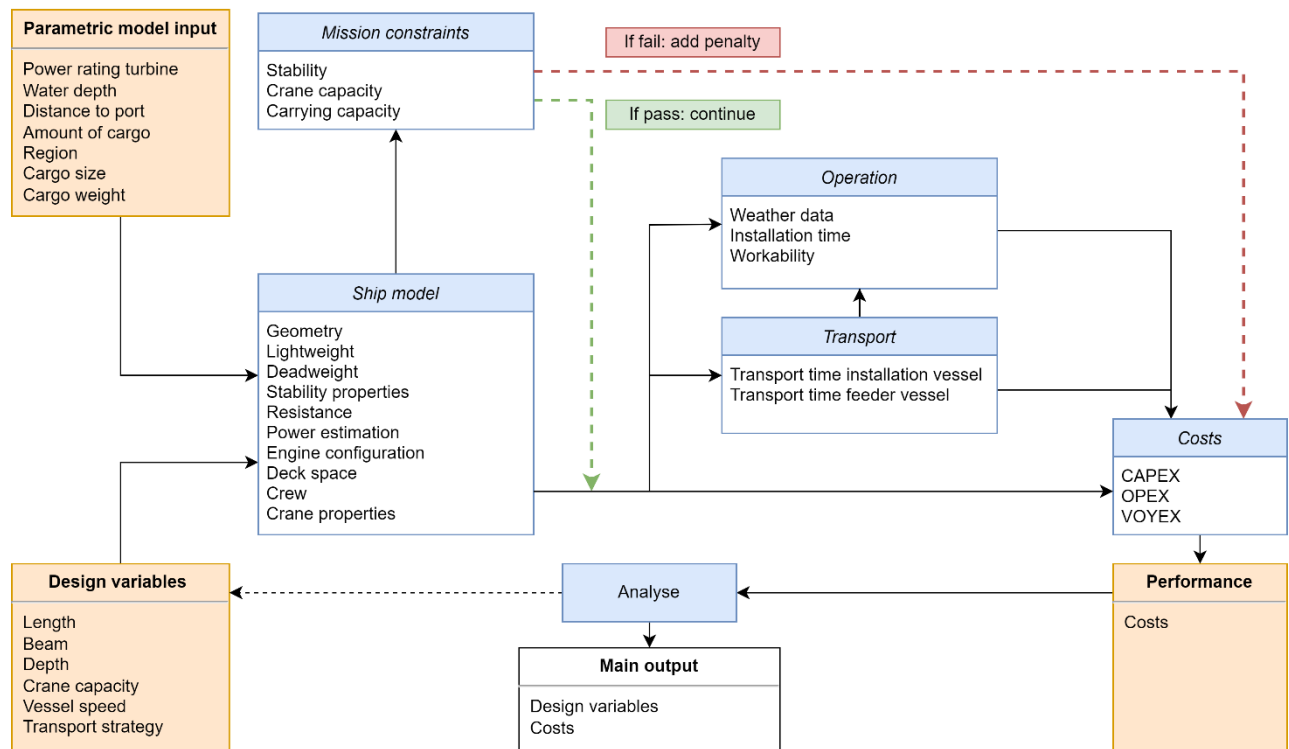 Parametric model input
Power rating turbine
Water depth
Distance to port
Amount of cargo
Region
Cargo size
Cargo weight
Mission constraints
Stability
Crane capacity
Carrying capacity
If fail: add penalty
If pass: continue
Operation
Weather data
Installation time
Workability
Ship model
Geometry
Lightweight
Deadweight
Stability properties
Resistance
Power estimation
Engine configuration
Deck space
Crew
Crane properties
Transport
Transport time installation vessel
Transport time feeder vessel
Costs
CAPEX
OPEX
VOYEX
Design variables
Length
Beam
Depth
Crane capacity
Vessel speed
Transport strategy
Analyse
Main output
Design variables
Costs
Performance
Costs